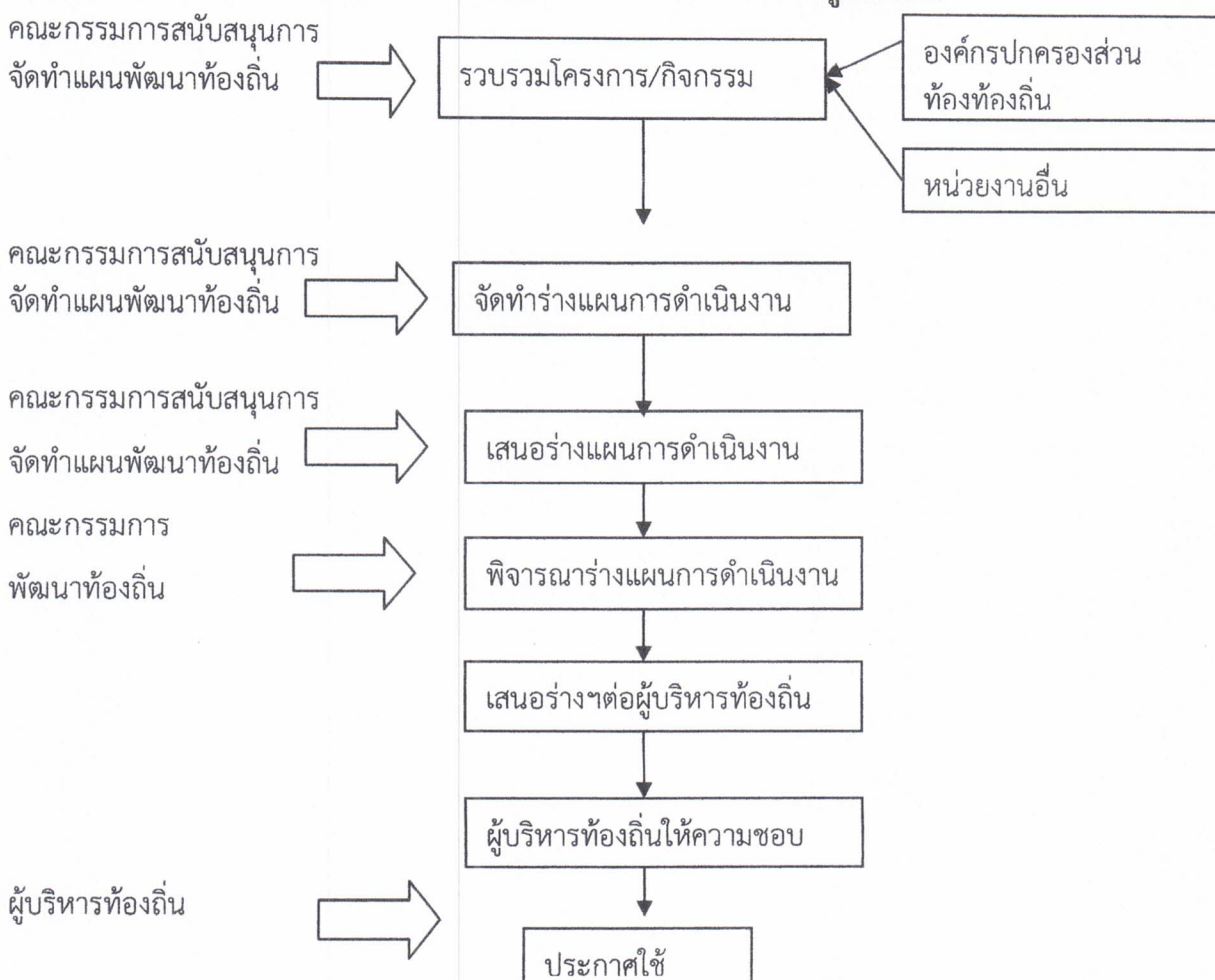 คณะกรรมการสนับสนุนการ
จัดทำแผนพัฒนาท้องถิ่น
รวบรวมโครงการ/กิจกรรม
องค์กรปกครองส่วน
ท้องท้องถิ่น
หน่วยงานอื่น
คณะกรรมการสนับสนุนการ
จัดทำแผนพัฒนาท้องถิ่น
จัดทำร่างแผนการดำเนินงาน
คณะกรรมการสนับสนุนการ
จัดทำแผนพัฒนาท้องถิ่น
เสนอร่างแผนการดำเนินงาน
คณะกรรมการ
พัฒนาท้องถิ่น
พิจารณาร่างแผนการดำเนินงาน
เสนอร่างฯต่อผู้บริหารท้องถิ่น
ผู้บริหารท้องถิ่นให้ความชอบ
ผู้บริหารท้องถิ่น
ประกาศใช้